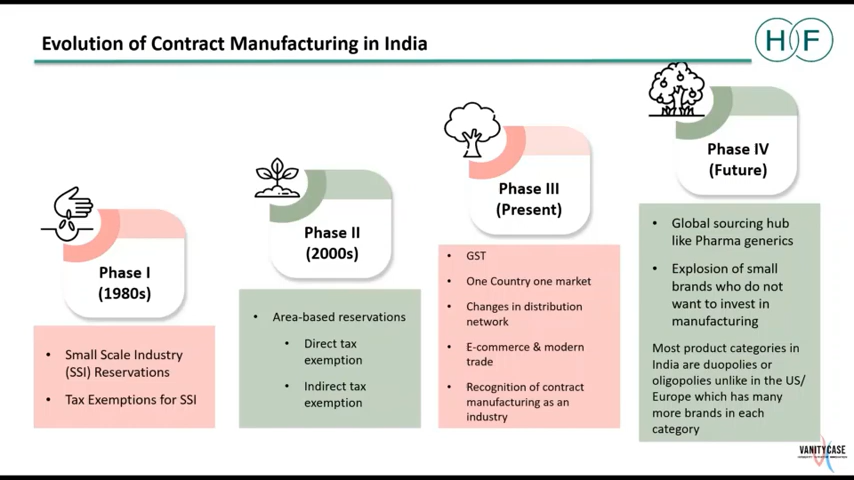 Evolution of Contract Manufacturing in India
H F
Phase I
(1980s)
Small Scale Industry
(SSI) Reservations
Tax Exemptions for SSI
Phase II
(2000s)
Area-based reservations
Direct tax
exemption
Indirect tax
exemption
Phase III
(Present)
GST
One Country one market
Changes in distribution
network
E-commerce & modern
trade
Recognition of contract
manufacturing as an
industry
Phase IV
(Future)
Global sourcing hub
like Pharma generics
Explosion of small
brands who do not
want to invest in
manufacturing
Most product categories in
India are duopolies or
oligopolies unlike in the US/
Europe which has many
more brands in each
category
VANITYCASE